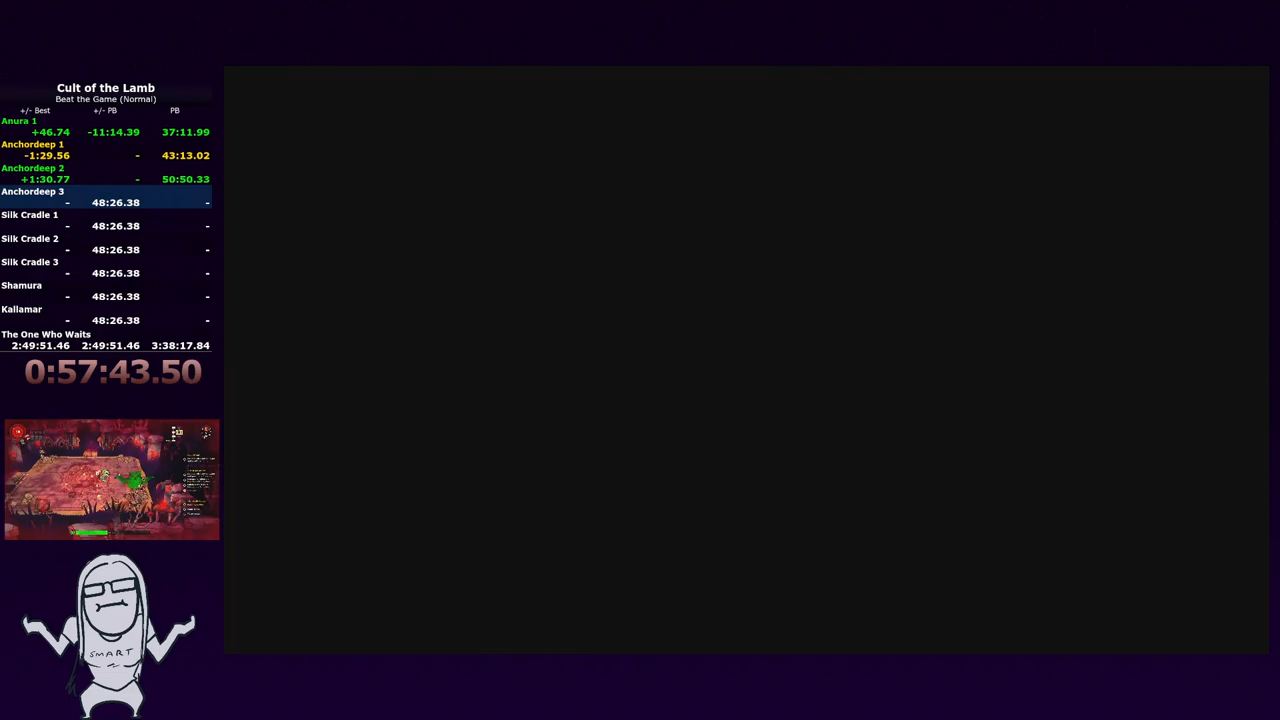 Cult of the Lamb
Beat the Game (Normal)
+/- Best +/- PB PB
Anura 1
+46.74 -11:14.39 37:11.99
Anchordeep 1
-1:29.56 - 43:13.02
Anchordeep 2
+1:30.77 - 50:50.33
Anchordeep 3
- 48:26.38 -
Silk Cradle 1
- 48:26.38 -
Silk Cradle 2
- 48:26.38 -
Silk Cradle 3
- 48:26.38 -
Shamura
- 48:26.38 -
Kallamar
- 48:26.38 -
The One Who Waits
2:49:51.46 2:49:51.46 3:38:17.84
0:57:43.50
SMART